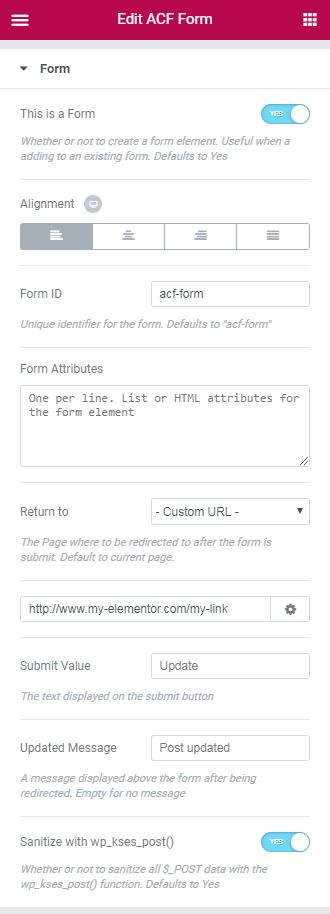 Edit ACF Form
Form
This is a Form
YES
Whether or not to create a form element. Useful when a
adding to an existing form. Defaults to Yes
Alignment
Form ID
acf-form
Unique identifier for the form. Defaults to "acf-form"
Form Attributes
One per line. List or HTML attributes for
the form element
Return to
- Custom URL -
The Page where to be redirected to after the form is
submit. Default to current page.
http://www.my-elementor.com/my-link
Submit Value
Update
The text displayed on the submit button
Updated Message
Post updated
A message displayed above the form after being
redirected. Empty for no message
Sanitize with wp_kses_post()
YES
Whether or not to sanitize all $_POST data with the
wp_kses_post() function. Defaults to Yes